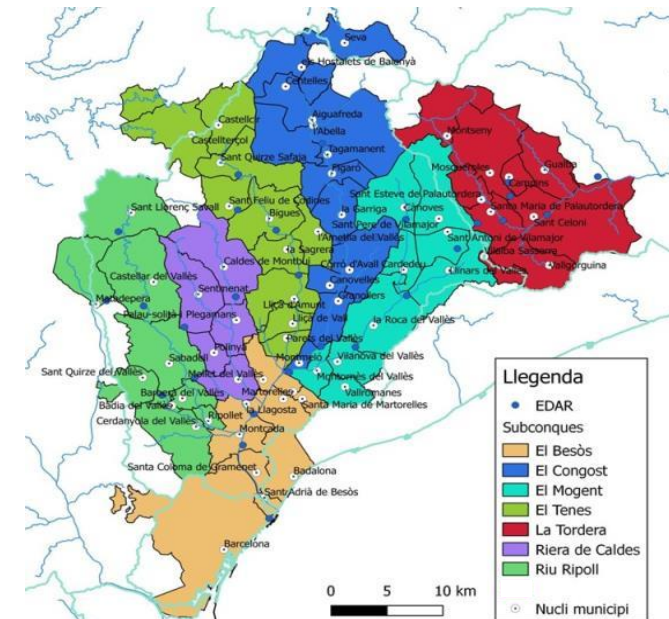 Seva
els Hostalets de Balenyà
Centelles
Aiguafreda
l'Abella
Castellcir
Castellterçol
Montseny
Tagamanent
Sant Quirze Safaja
Mosqueroles
Gualba
Figaró
Campins
Sant Esteve de Palautordera
Sant Llorenç Savall
Sant Feliu de Codines
la Garriga
Cànoves
Santa Maria de Palautordera
Bigues
Sant Pere de Vilamajor
Sant Celoni
l'Ametlla del Vallès
Sant Antoni de Vilamajor
la Sagrera
Vilalba Sasserra
Caldes de Montbui
Corró d'Avall
Cardedeu
Llinars del Vallès
Vallgorguina
Castellar del Vallès
Canovelles
Sentmenat
Matadepera
Lliçà d'Amunt
Granollers
Palau-solità i Plegamans
Lliçà de Vall
la Roca del Vallès
Parets del Vallès
Polinyà
Sabadell
Montmeló
Vilanova del Vallès
Sant Quirze del Vallès
Mollet del Vallès
Montornès del Vallès
Barberà del Vallès
Martorelles
Vallromanes
Badia del Vallès
Santa Maria de Martorelles
Ripollet
la Llagosta
Cerdanyola del Vallès
Montcada
Santa Coloma de Gramenet
Badalona
Sant Adrià de Besòs
Barcelona
Llegenda
EDAR
Subconques
El Besòs
El Congost
El Mogent
El Tenes
La Tordera
Riera de Caldes
Riu Ripoll
Nucli municipi
0 5 10 km